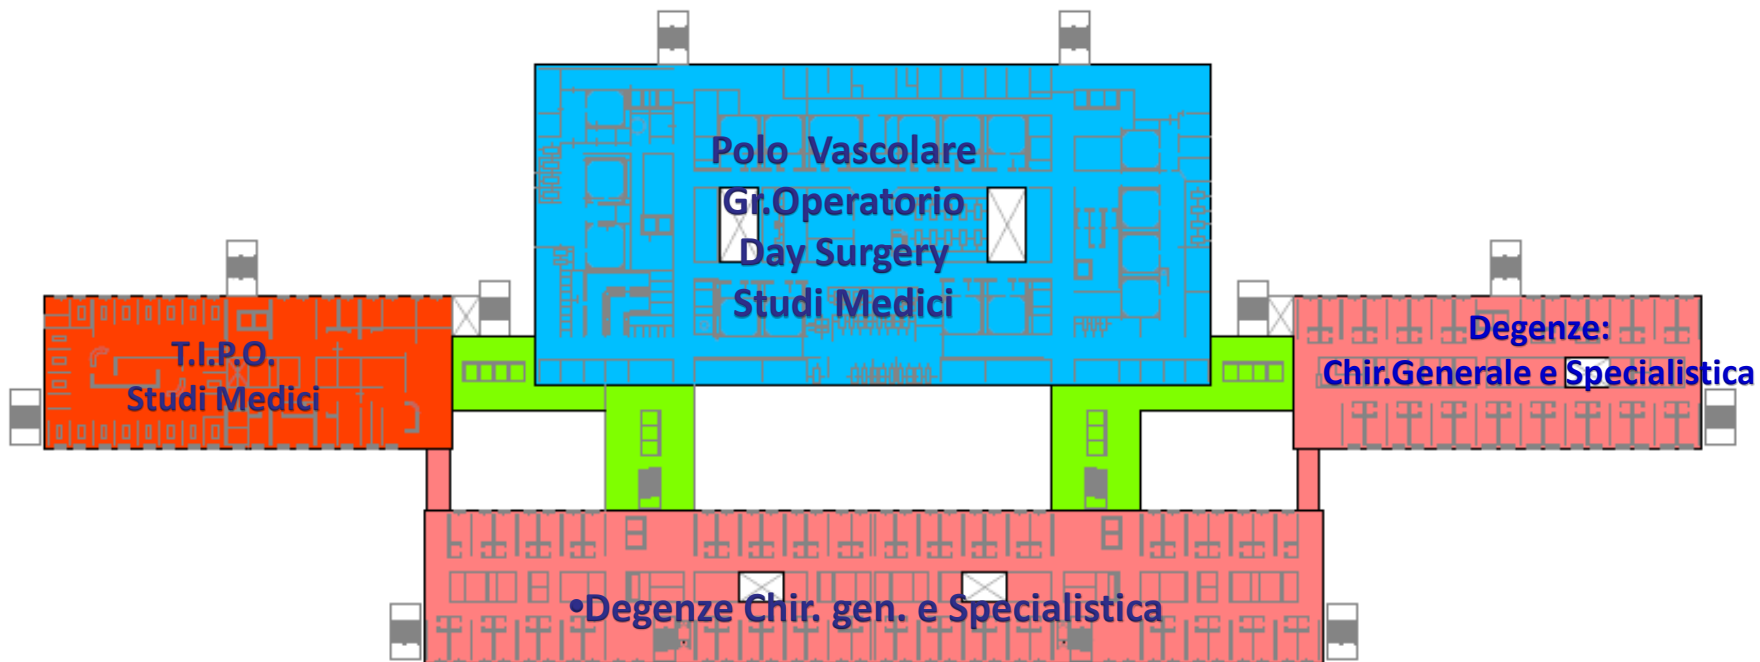 Polo Vascolare
Gr.Operatorio
Day Surgery
Studi Medici
T.I.P.O.
Studi Medici
Degenze:
Chir.Generale e Specialistica
•Degenze Chir. gen. e Specialistica